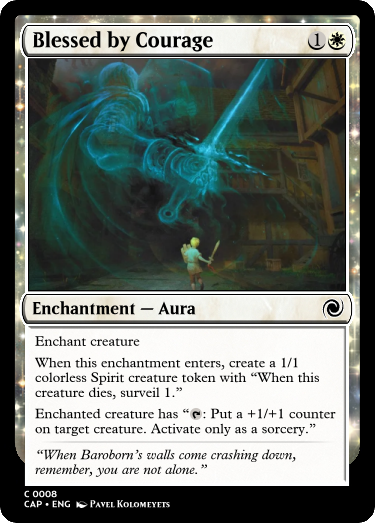 Blessed by Courage 1
Enchantment — Aura
Enchant creature
When this enchantment enters, create a 1/1
colorless Spirit creature token with “When this
creature dies, surveil 1.”
Enchanted creature has “: Put a +1/+1 counter
on target creature. Activate only as a sorcery.”
“When Baroborn’s walls come crashing down,
remember, you are not alone.”
C 0008
CAP • ENG Pavel Kolomeyets